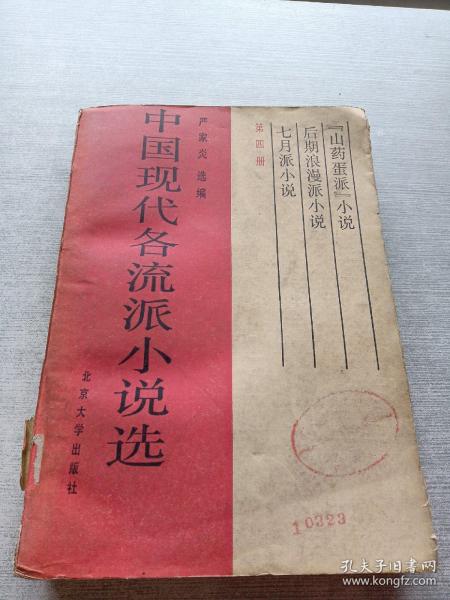 中国现代各流派小说选
严家炎 选编
北京大学出版社
第四册
『山药蛋派』小说
后期浪漫派小说
七月派小说
10323
孔夫子旧书网
www.kongfz.com